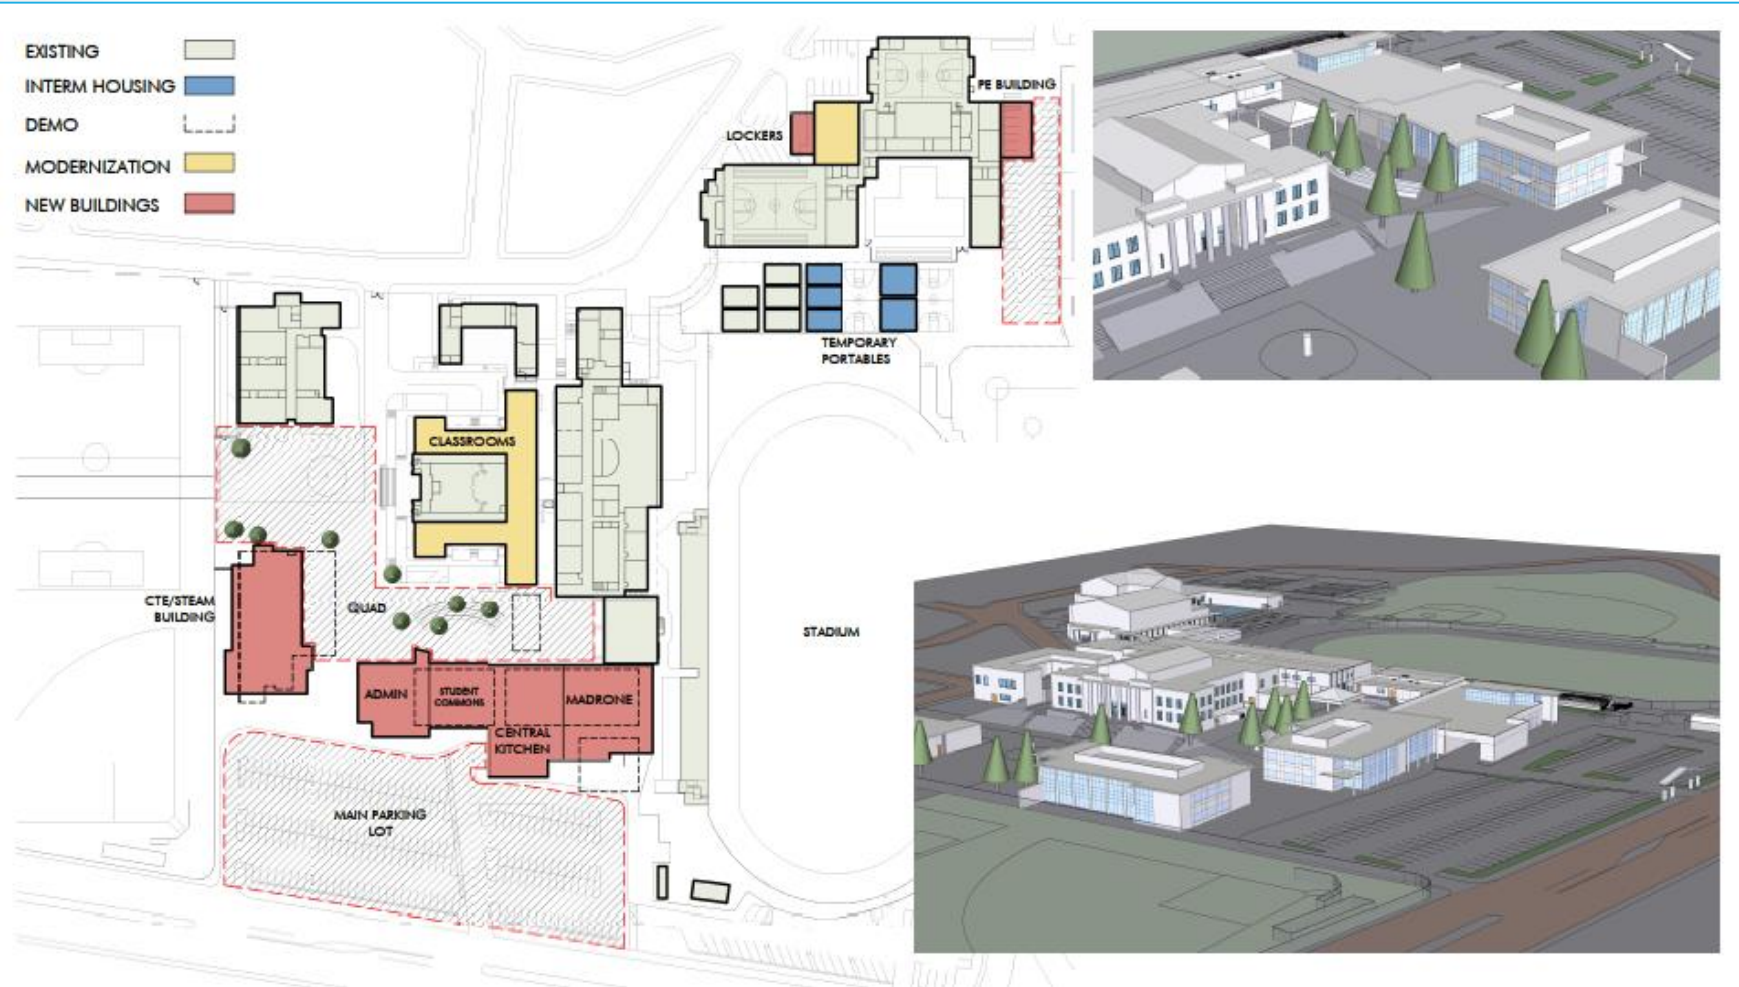 EXISTING
INTERM HOUSING
DEMO
MODERNIZATION
NEW BUILDINGS
PE BUILDING
LOCKERS
TEMPORARY
PORTABLES
CLASSROOMS
CTE/STEAM
BUILDING
QUAD
STADIUM
ADMIN
STUDENT
COMMONS
MADRONE
CENTRAL
KITCHEN
MAIN PARKING
LOT